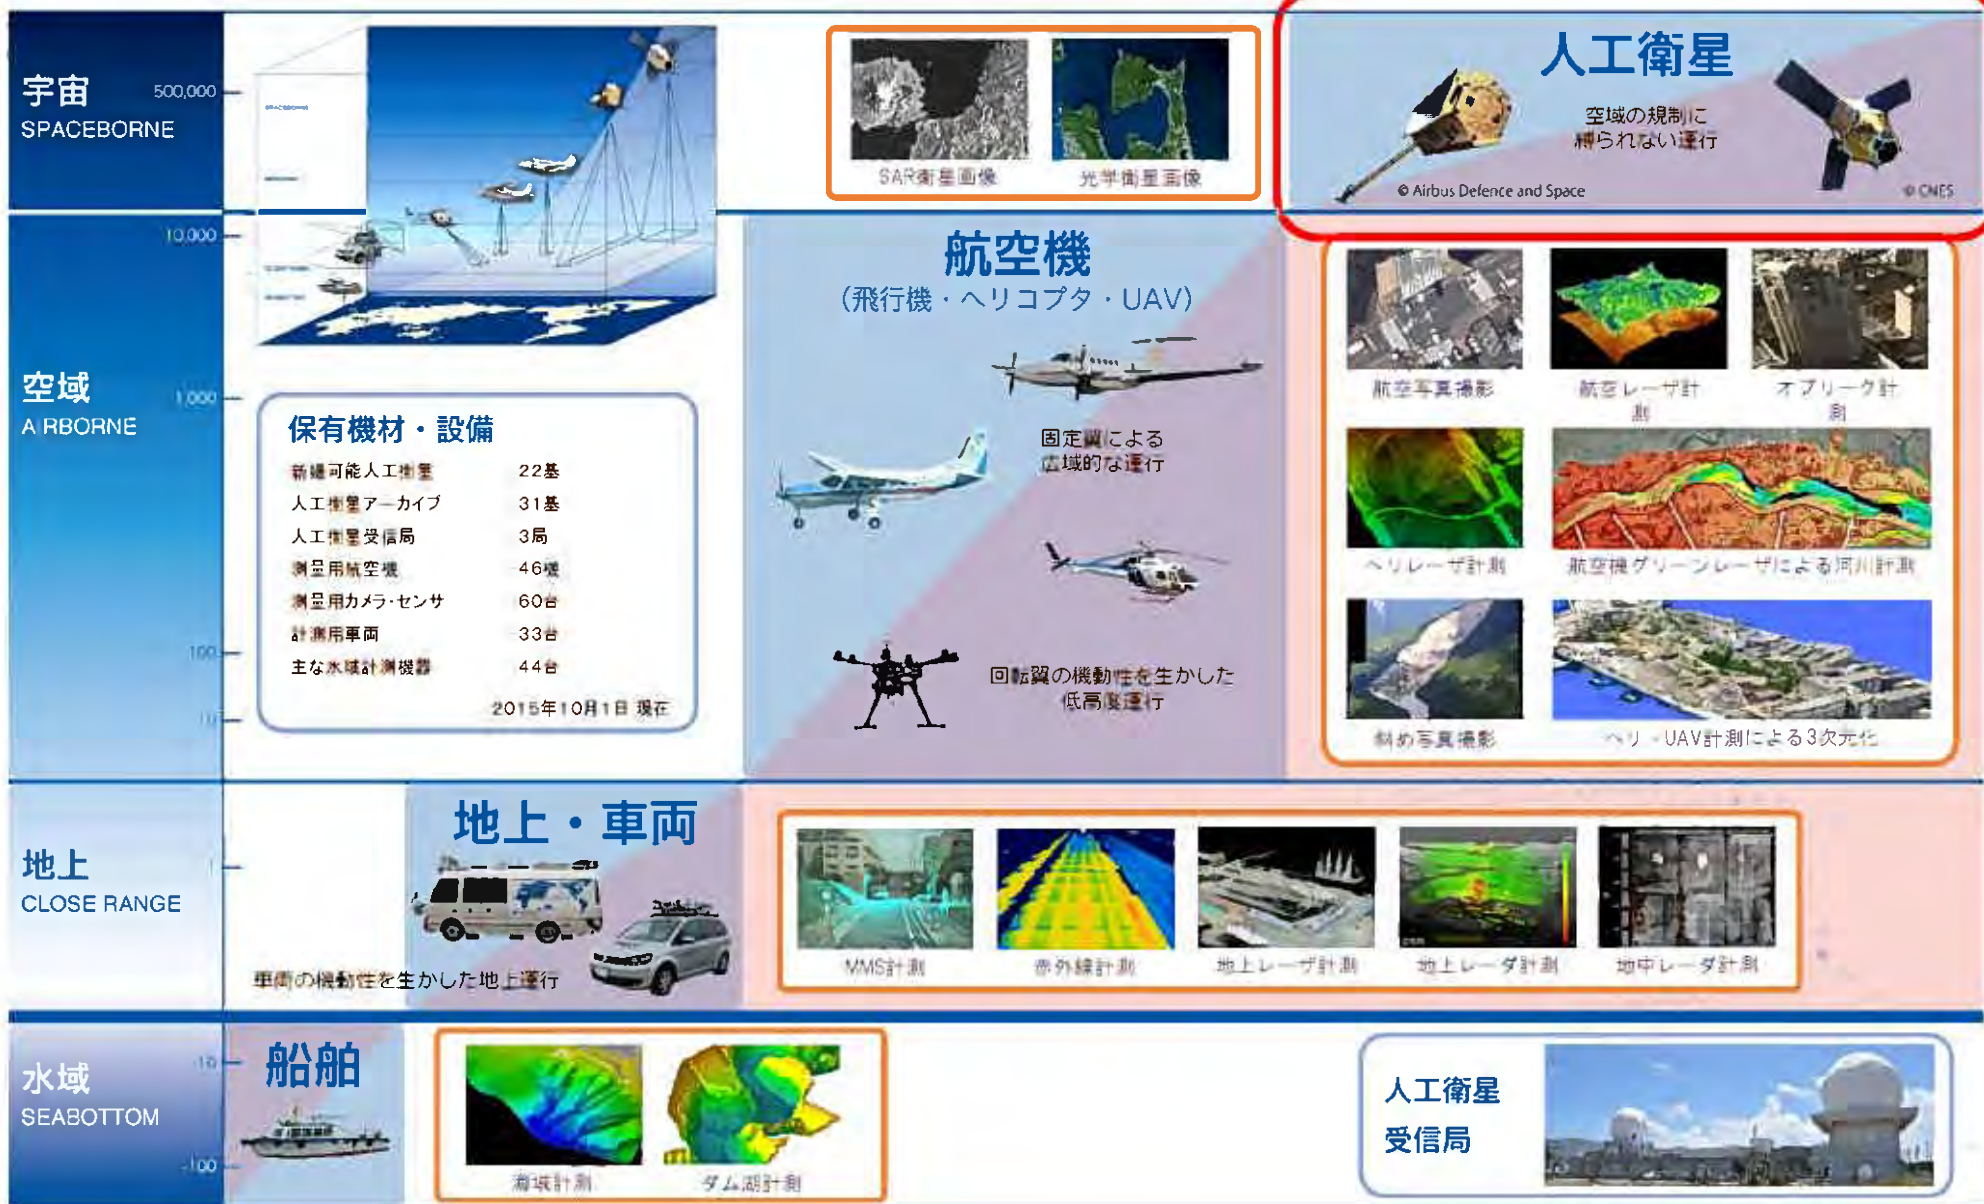 宇宙
SPACEBORNE
500,000
SAR衛星画像
光学衛星画像
人工衛星
空域の規制に
縛られない運行
© Airbus Defence and Space
© CNES
10,000
空域
AIRBORNE
1,000
100
10
保有機材・設備
新規可能人工衛星 22基
人工衛星アーカイブ 31基
人工衛星受信局 3局
測量用航空機 46機
測量用カメラ・センサ 60台
計測用車両 33台
主な水域計測機器 44台
2015年10月1日 現在
航空機
（飛行機・ヘリコプタ・UAV）
固定翼による
広域的な運行
回転翼の機動性を生かした
低高度運行
航空写真撮影
航空レーザ計
測
オブリーク計
測
ヘリレーザ計測
航空機グリーンレーザによる河川計測
斜め写真撮影
ヘリ・UAV計測による3次元化
地上
CLOSE RANGE
1
地上・車両
車両の機動性を生かした地上運行
MMS計測
赤外線計測
地上レーザ計測
地上レーダ計測
地中レーダ計測
水域
SEABOTTOM
-10
-100
船舶
海域計測
ダム湖計測
人工衛星
受信局